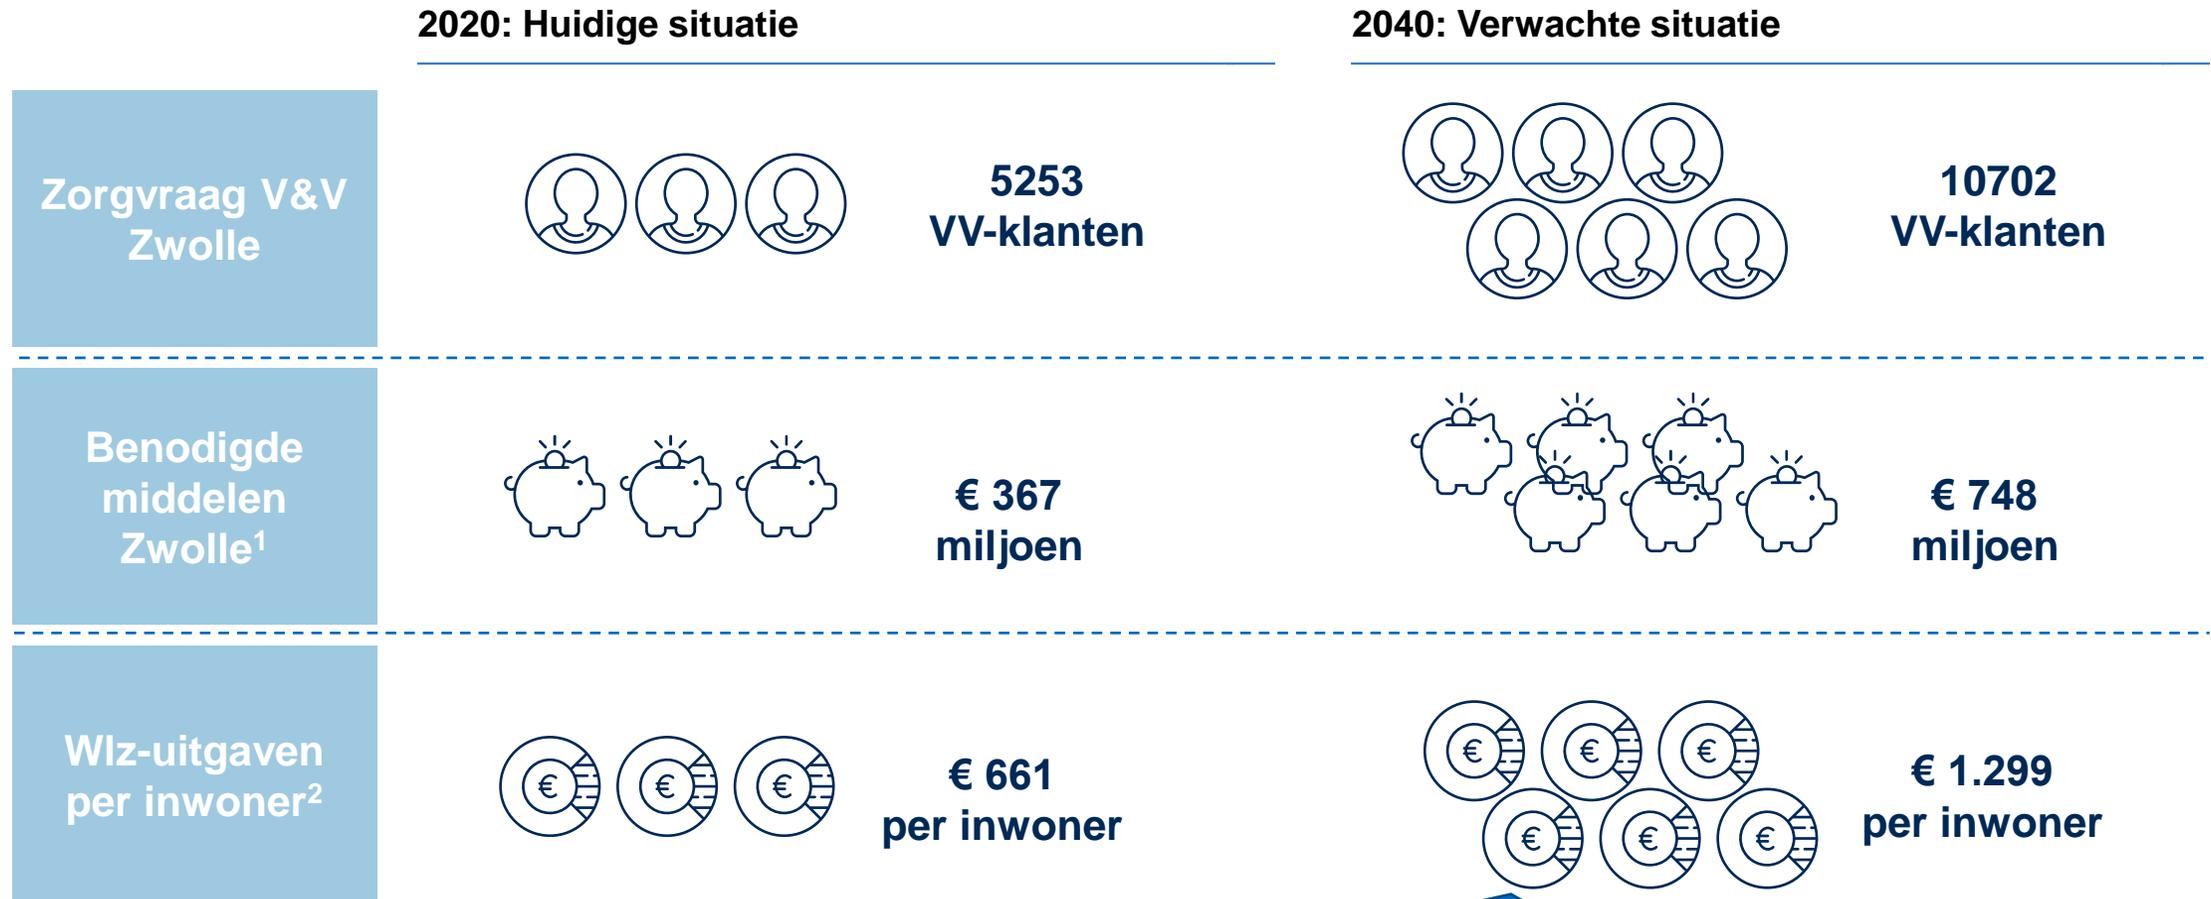 2020: Huidige situatie
2040: Verwachte situatie
Zorgvraag V&V
Zwolle
5253
VV-klanten
10702
VV-klanten
Benodigde
middelen
Zwolle¹
€ 367
miljoen
€ 748
miljoen
Wlz-uitgaven
per inwoner²
€
€
€
€ 661
per inwoner
€
€
€
€
€
€
€ 1.299
per inwoner